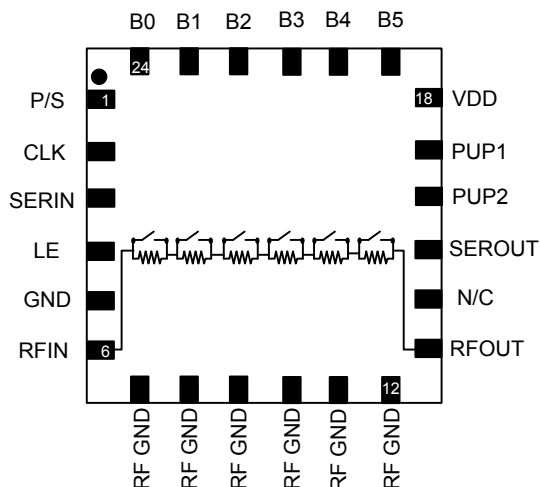 B0 B1 B2 B3 B4 B5
24
P/S 1 18 VDD
CLK PUP1
SERIN PUP2
LE SEROUT
GND N/C
RFIN 6 RFOUT
12
RF GND RF GND RF GND RF GND RF GND RF GND